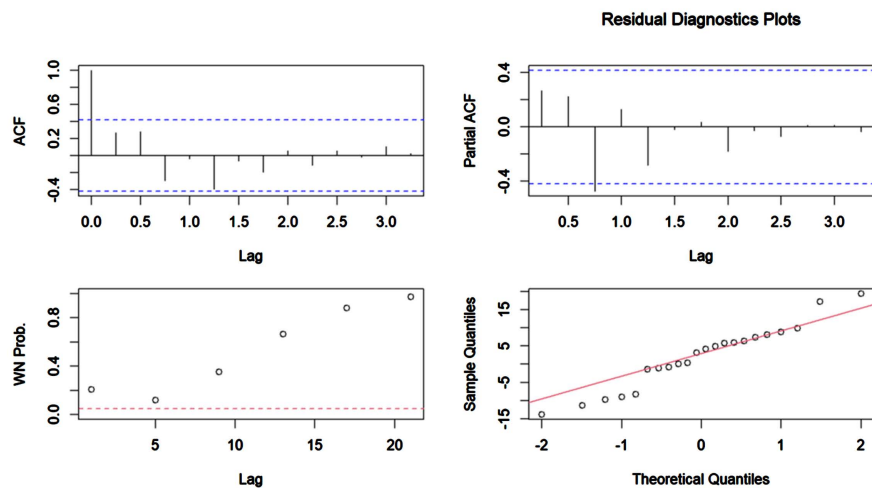 Residual Diagnostics Plots
ACF
1.0
0.6
0.2
-0.4
0.0 0.5 1.0 1.5 2.0 2.5 3.0
Lag
Partial ACF
0.4
0.0
-0.4
0.5 1.0 1.5 2.0 2.5 3.0
Lag
WN Prob.
0.8
0.4
0.0
5 10 15 20
Lag
Sample Quantiles
15
5
-5
-15
-2 -1 0 1 2
Theoretical Quantiles